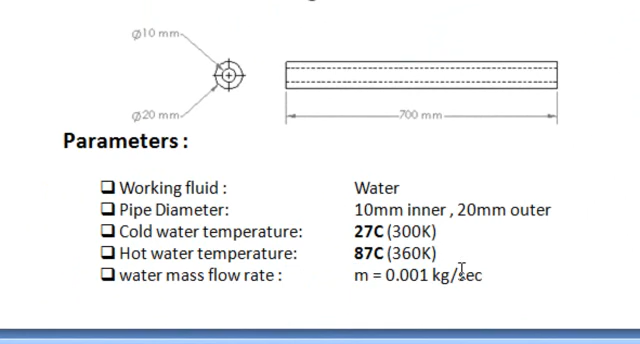 Ø10 mm
Ø20 mm
700 mm
Parameters :
Working fluid : Water
Pipe Diameter: 10mm inner , 20mm outer
Cold water temperature: 27C (300K)
Hot water temperature: 87C (360K)
water mass flow rate : m = 0.001 kg/sec